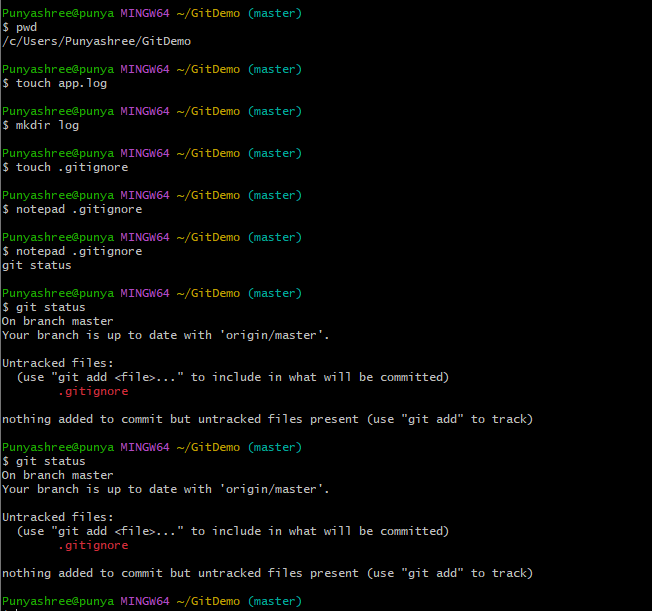 Punyashree@punya MINGW64 ~/GitDemo (master)
$ pwd
/c/Users/Punyashree/GitDemo

Punyashree@punya MINGW64 ~/GitDemo (master)
$ touch app.log

Punyashree@punya MINGW64 ~/GitDemo (master)
$ mkdir log

Punyashree@punya MINGW64 ~/GitDemo (master)
$ touch .gitignore

Punyashree@punya MINGW64 ~/GitDemo (master)
$ notepad .gitignore

Punyashree@punya MINGW64 ~/GitDemo (master)
$ notepad .gitignore
git status

Punyashree@punya MINGW64 ~/GitDemo (master)
$ git status
On branch master
Your branch is up to date with 'origin/master'.

Untracked files:
  (use "git add <file>..." to include in what will be committed)
        .gitignore

nothing added to commit but untracked files present (use "git add" to track)

Punyashree@punya MINGW64 ~/GitDemo (master)
$ git status
On branch master
Your branch is up to date with 'origin/master'.

Untracked files:
  (use "git add <file>..." to include in what will be committed)
        .gitignore

nothing added to commit but untracked files present (use "git add" to track)

Punyashree@punya MINGW64 ~/GitDemo (master)